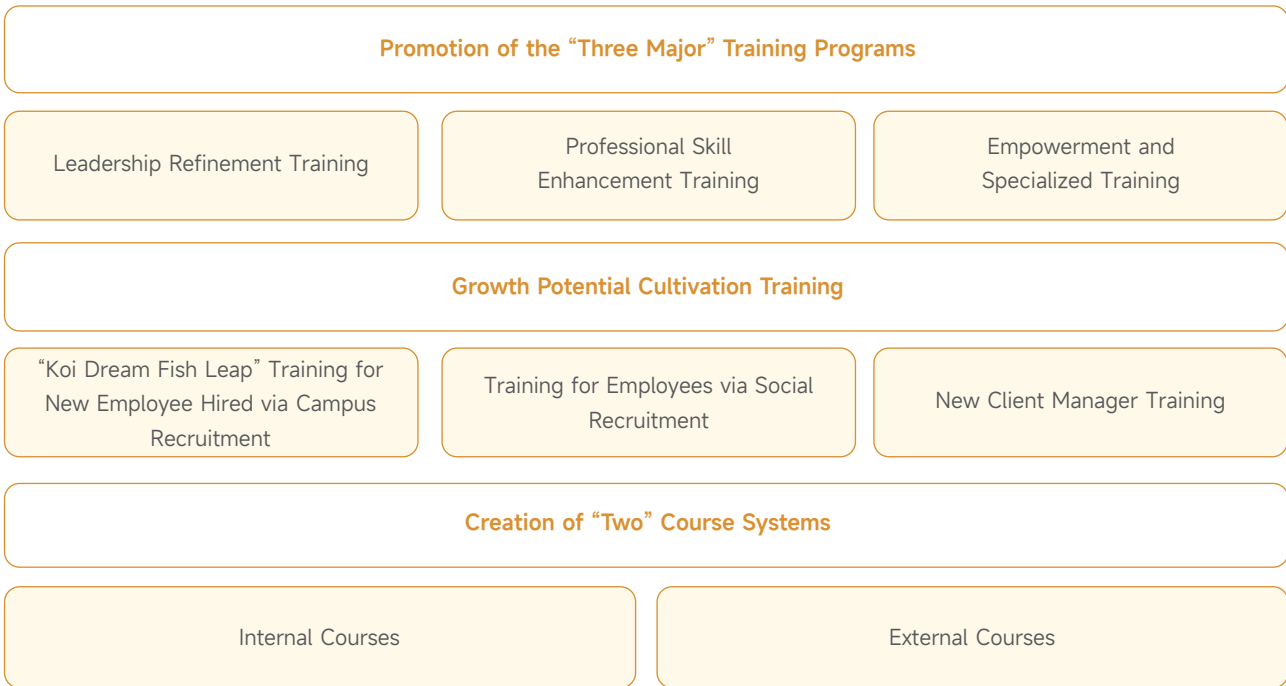 Promotion of the “Three Major” Training Programs
Leadership Refinement Training
Professional Skill
Enhancement Training
Empowerment and
Specialized Training
Growth Potential Cultivation Training
“Koi Dream Fish Leap” Training for
New Employee Hired via Campus
Recruitment
Training for Employees via Social
Recruitment
New Client Manager Training
Creation of “Two” Course Systems
Internal Courses
External Courses